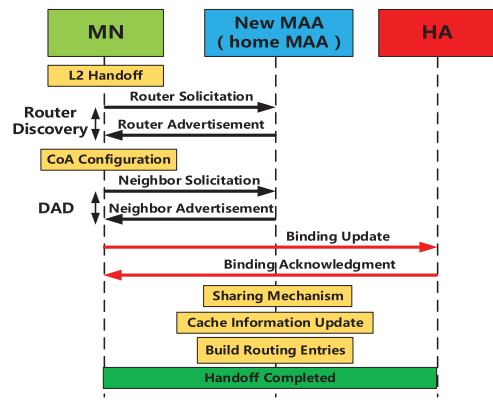 MN
New MAA
( home MAA )
HA
L2 Handoff
Router Solicitation
Router
Discovery
Router Advertisement
CoA Configuration
Neighbor Solicitation
DAD
Neighbor Advertisement
Binding Update
Binding Acknowledgment
Sharing Mechanism
Cache Information Update
Build Routing Entries
Handoff Completed